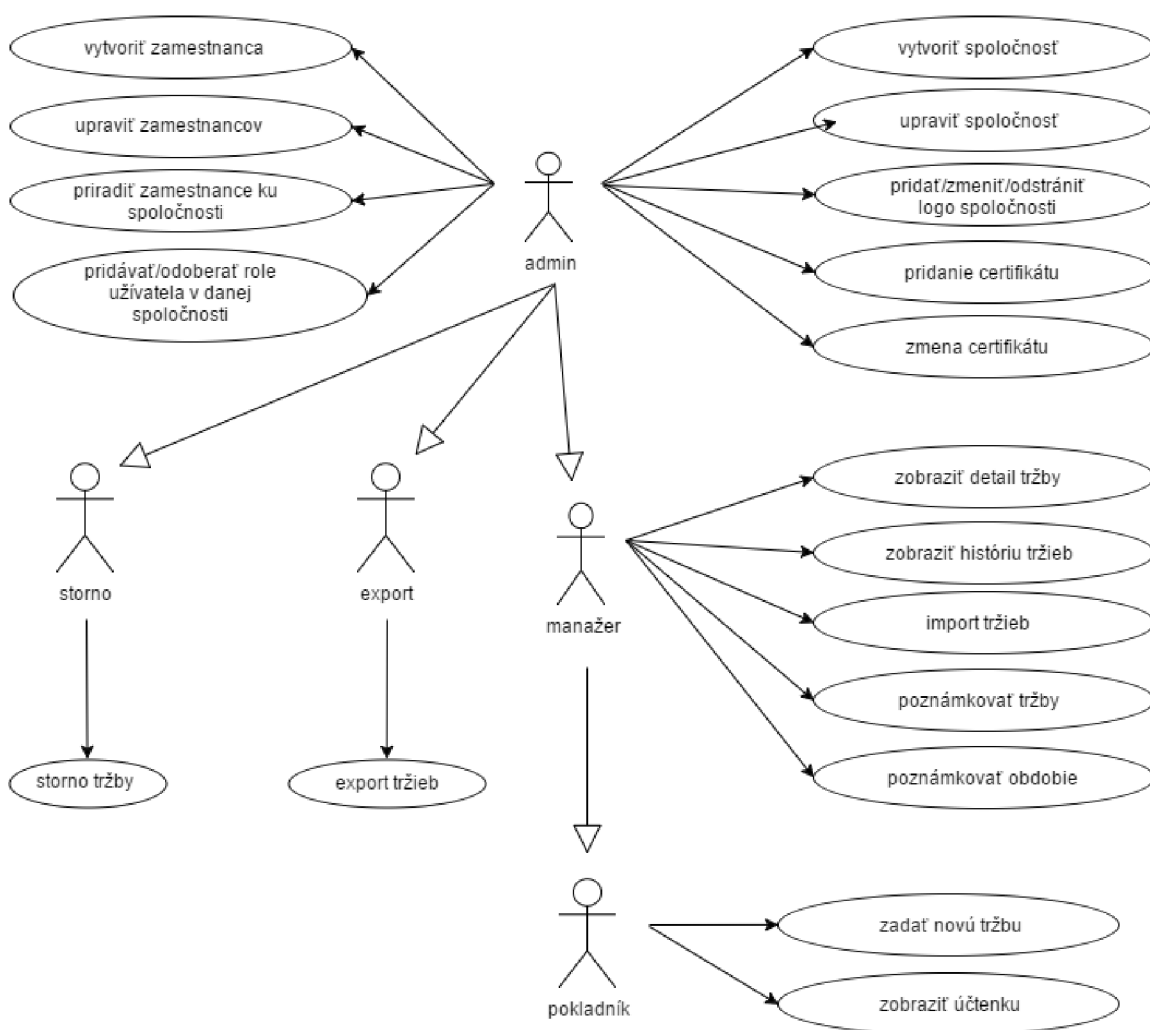 vytvoriť zamestnanca
upraviť zamestnancov
priradiť zamestnance ku
spoločnosti
pridávať/odoberať role
užívatela v danej
spoločnosti
admin
vytvoriť spoločnosť
upraviť spoločnosť
pridať/zmeniť/odstrániť
logo spoločnosti
pridanie certifikátu
zmena certifikátu
storno
export
manažer
zobraziť detail tržby
zobraziť históriu tržieb
import tržieb
poznámkovať tržby
poznámkovať obdobie
storno tržby
export tržieb
pokladník
zadať novú tržbu
zobraziť účtenku